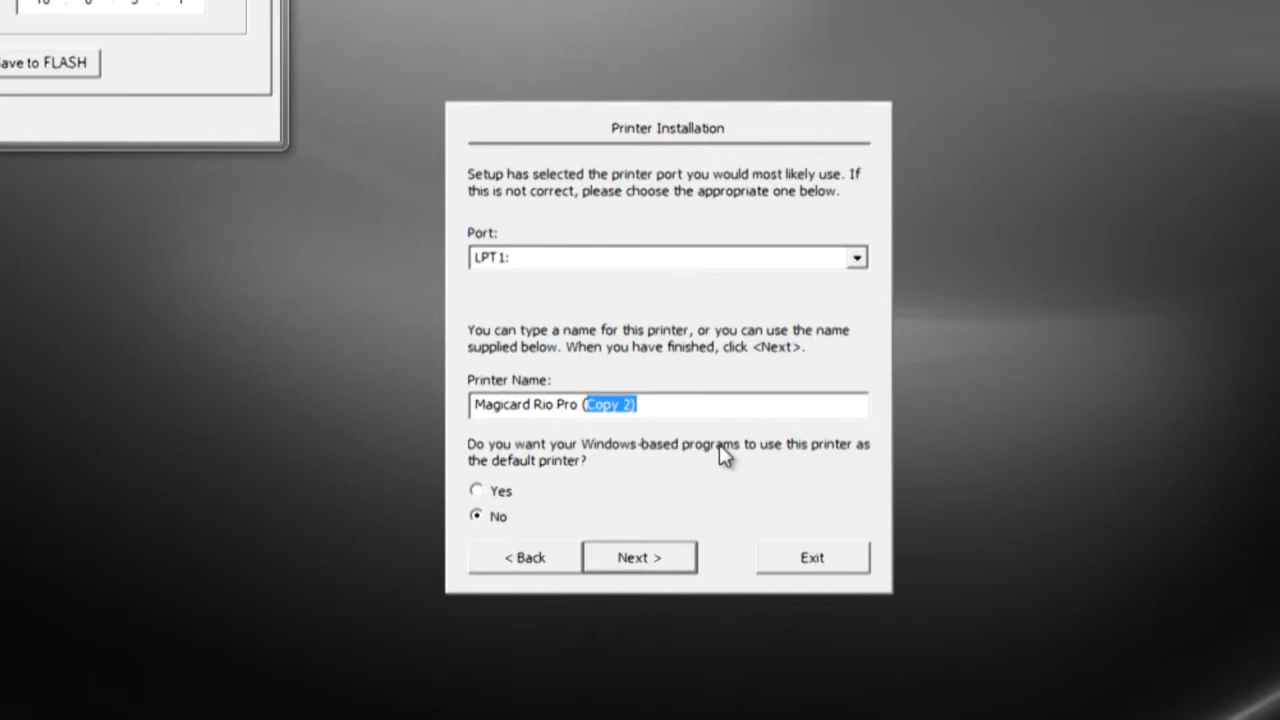 Save to FLASH
Printer Installation
Setup has selected the printer port you would most likely use. If
this is not correct, please choose the appropriate one below.
Port:
LPT1:
You can type a name for this printer, or you can use the name
supplied below. When you have finished, click <Next>.
Printer Name:
Magicard Rio Pro (Copy 2)
Do you want your Windows-based programs to use this printer as
the default printer?
Yes
No
< Back
Next >
Exit